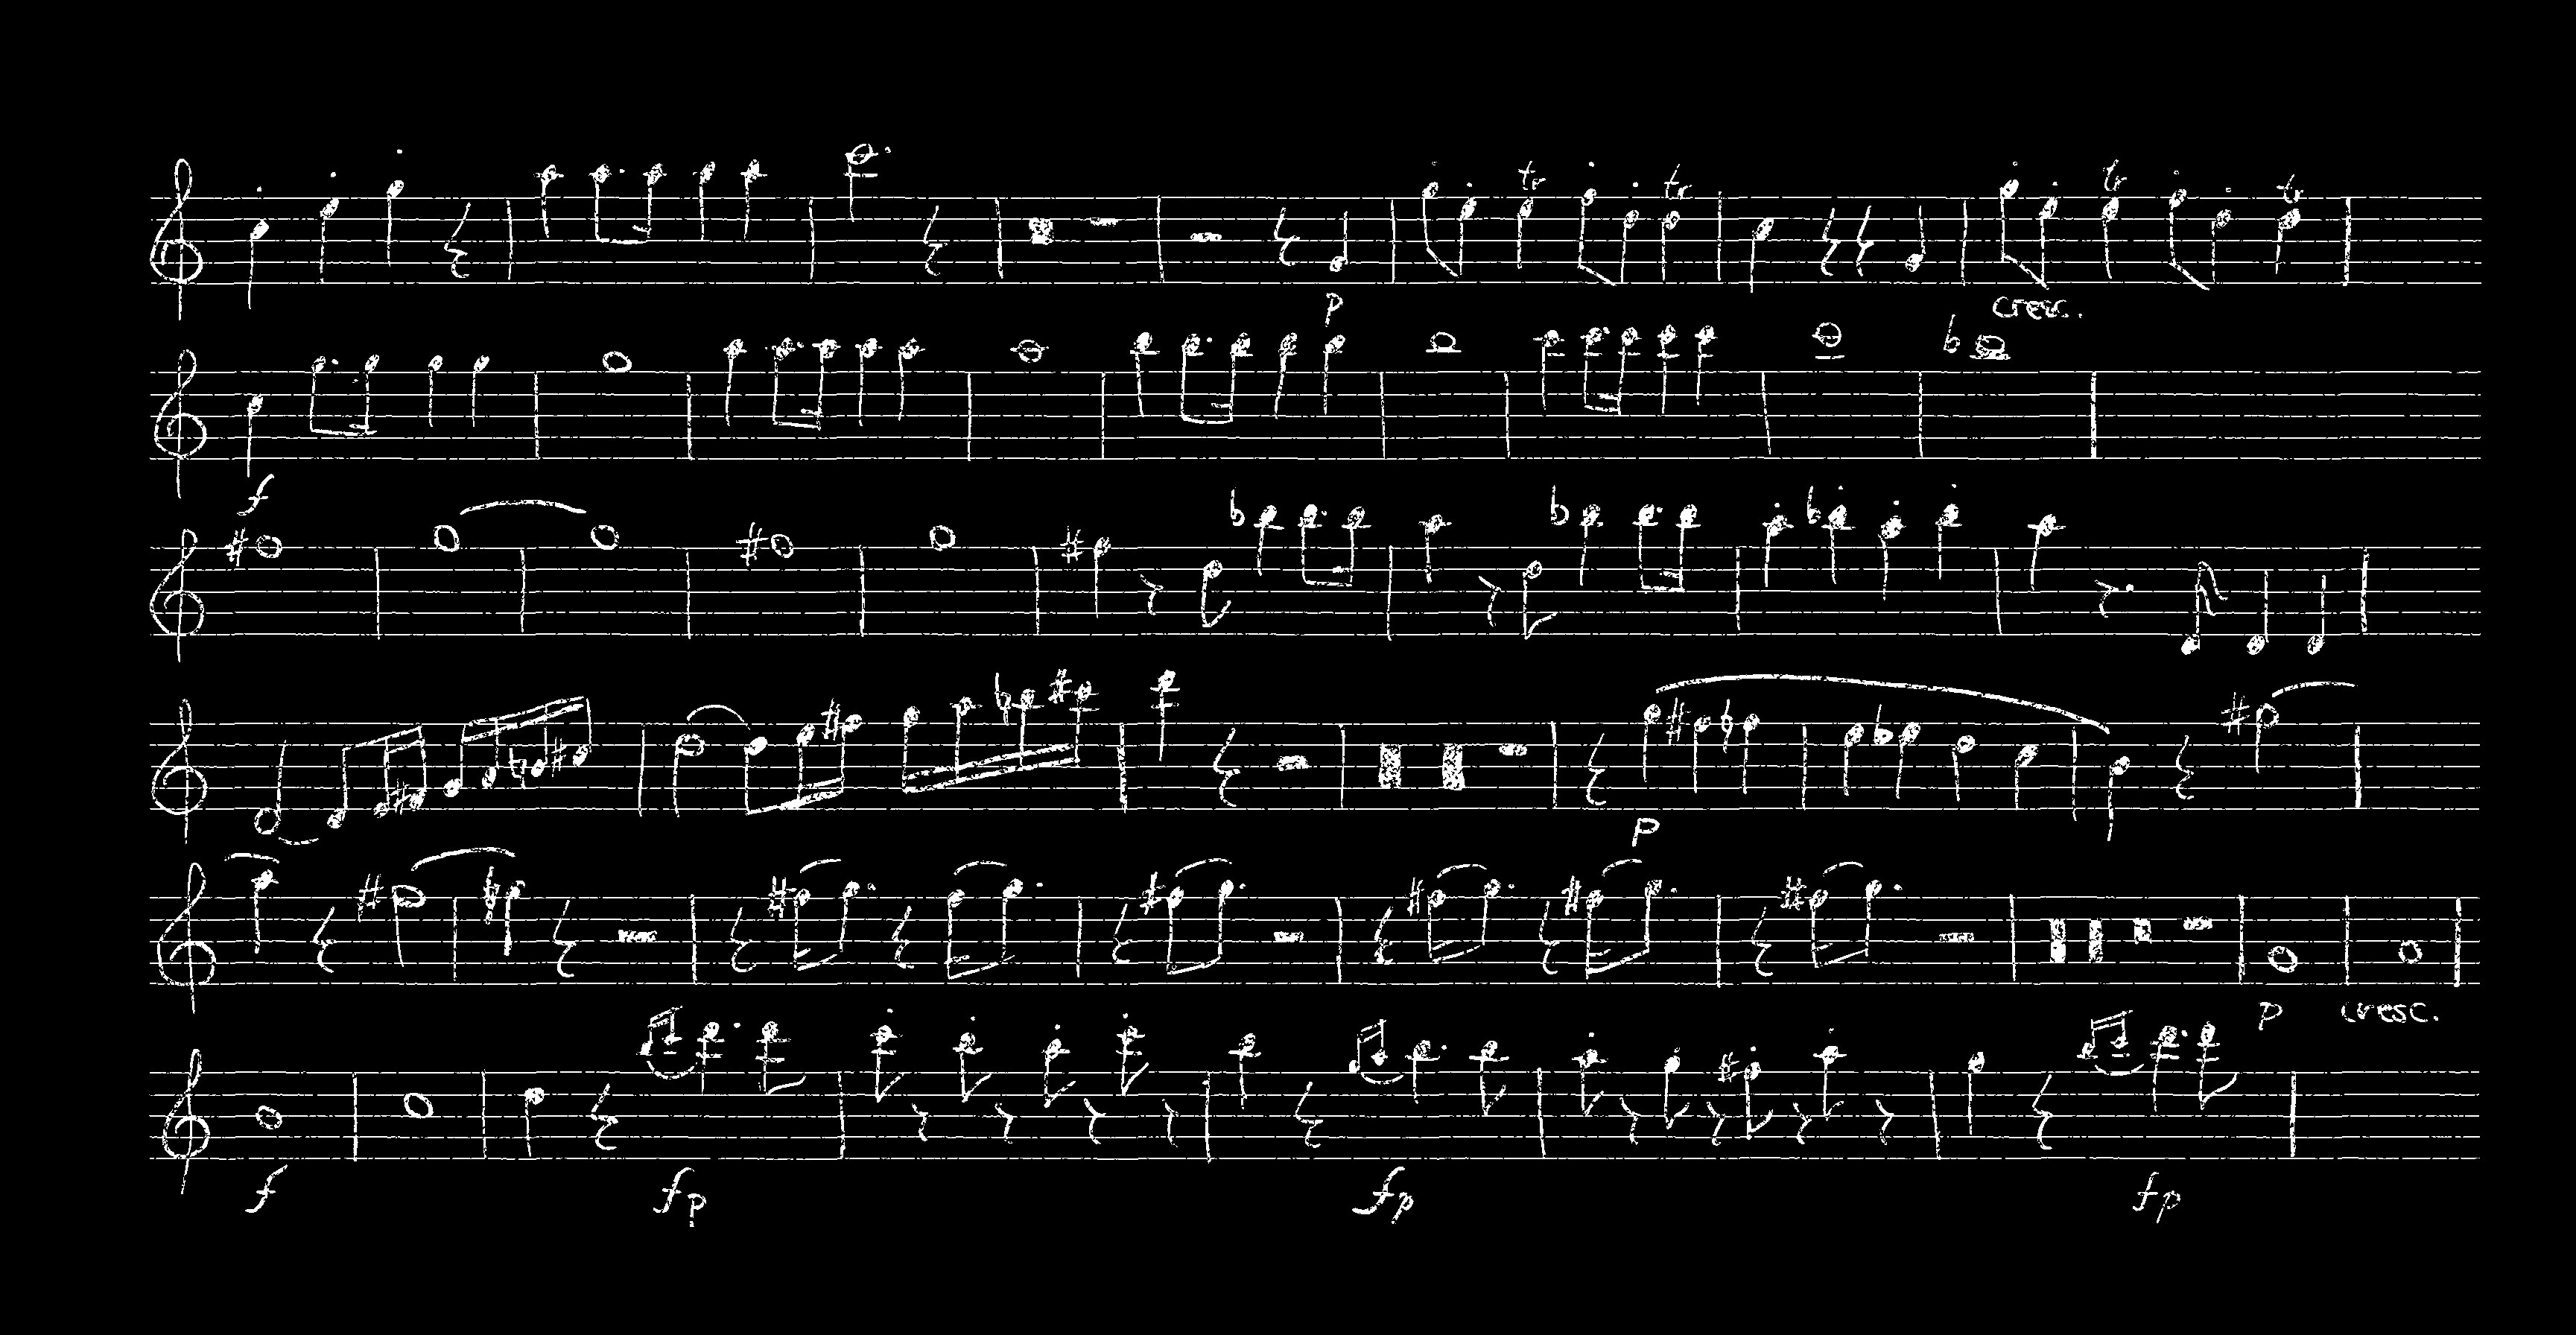 tr tr tr tr
p cresc.
f
p
p cresc.
f fp fp fp